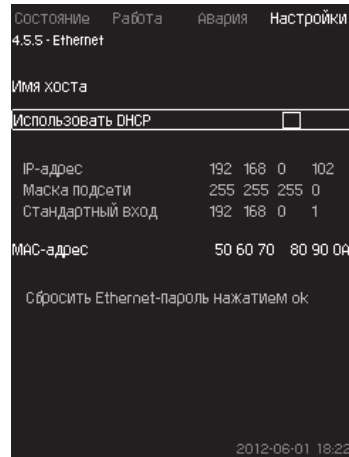 Состояние Работа Авария Настройки
4.5.5 - Ethernet
Имя хоста
Использовать DHCP
IP-адрес 192 168 0 102
Маска подсети 255 255 255 0
Стандартный вход 192 168 0 1
MAC-адрес 50 60 70 80 90 0A
Сбросить Ethernet-пароль нажатием ok
2012-06-01 18:22